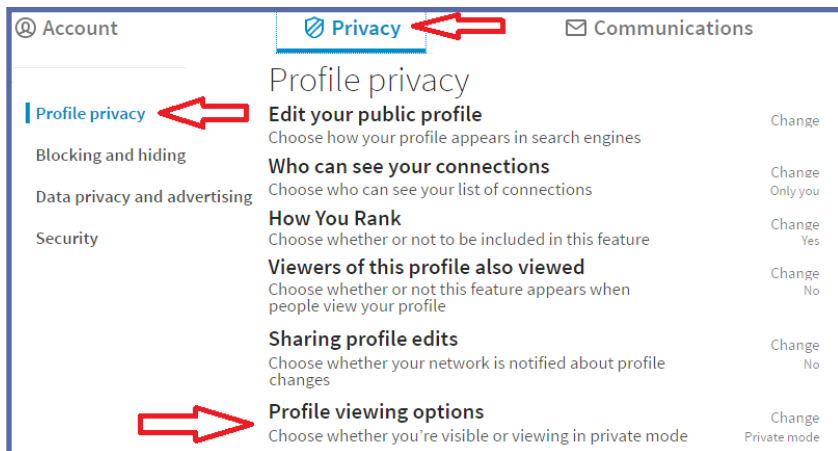 Account
Privacy
Communications
Profile privacy
Profile privacy
Blocking and hiding
Data privacy and advertising
Security
Edit your public profile
Change
Choose how your profile appears in search engines
Who can see your connections
Change
Choose who can see your list of connections
Only you
How You Rank
Change
Choose whether or not to be included in this feature
Yes
Viewers of this profile also viewed
Change
Choose whether or not this feature appears when
No
people view your profile
Sharing profile edits
Change
Choose whether your network is notified about profile
No
changes
Profile viewing options
Change
Choose whether you're visible or viewing in private mode
Private mode